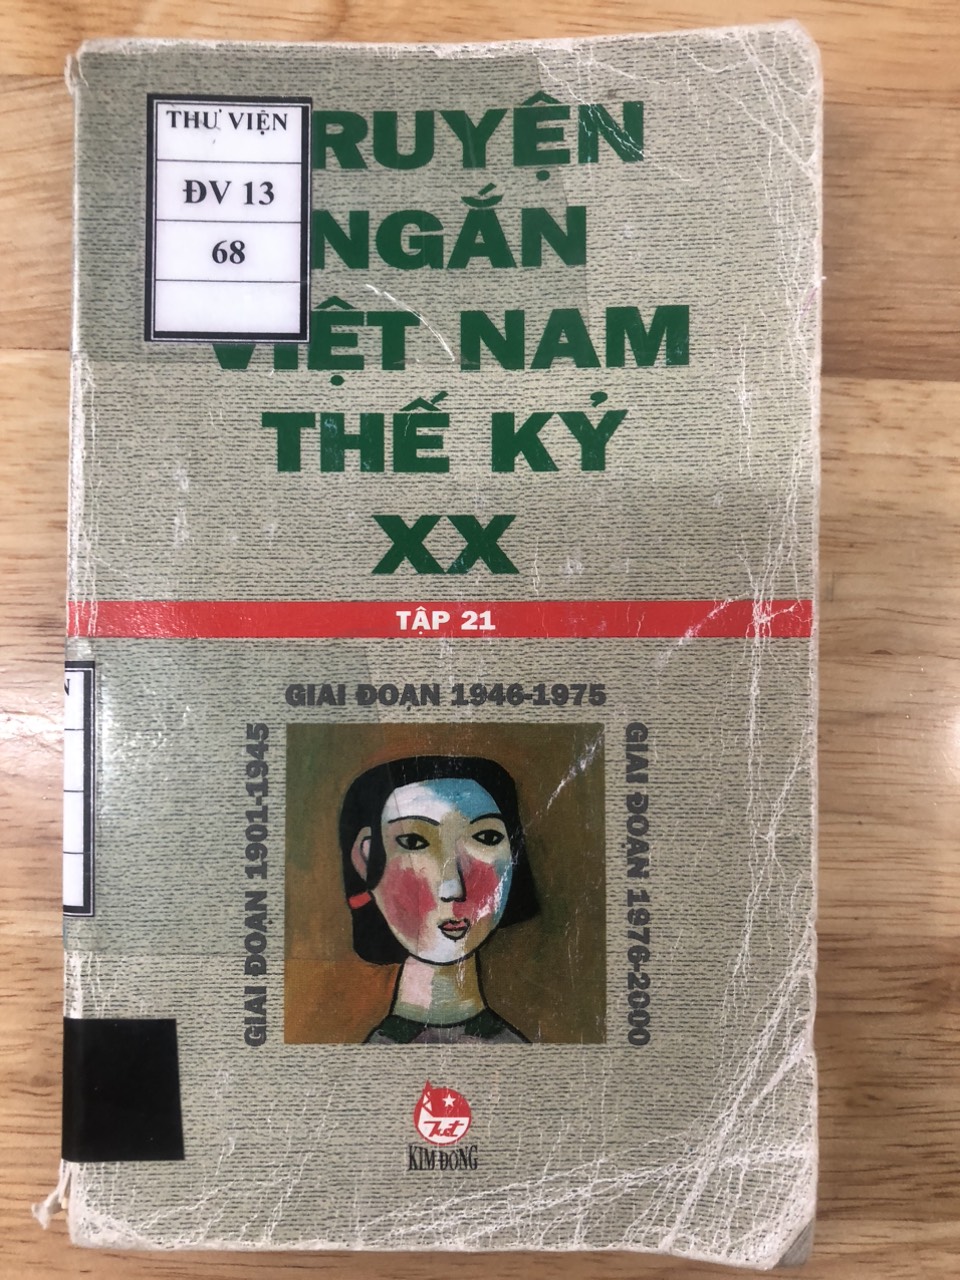 THƯ VIỆN
ĐV 13
68
RUYỆN
NGẮN
VIỆT NAM
THẾ KỶ
XX
TẬP 21
GIAI ĐOẠN 1946-1975
GIAI ĐOẠN 1901-1945
GIAI ĐOẠN 1976-2000
KIM ĐỒNG